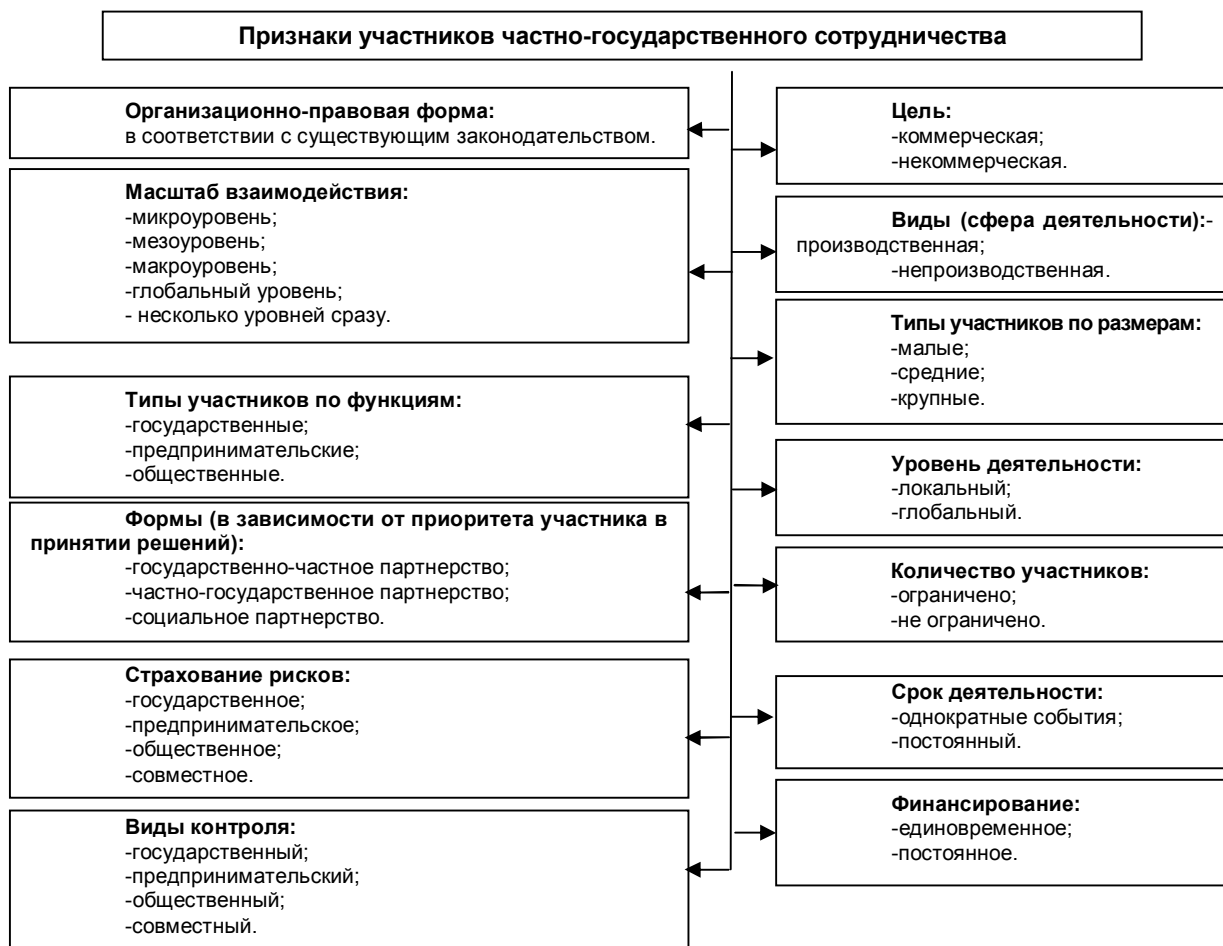 Признаки участников частно-государственного сотрудничества
Организационно-правовая форма:
в соответствии с существующим законодательством.
Масштаб взаимодействия:
-микроуровень;
-мезоуровень;
-макроуровень;
-глобальный уровень;
- несколько уровней сразу.
Типы участников по функциям:
-государственные;
-предпринимательские;
-общественные.
Формы (в зависимости от приоритета участника в
принятии решений):
-государственно-частное партнерство;
-частно-государственное партнерство;
-социальное партнерство.
Страхование рисков:
-государственное;
-предпринимательское;
-общественное;
-совместное.
Виды контроля:
-государственный;
-предпринимательский;
-общественный;
-совместный.
Цель:
-коммерческая;
-некоммерческая.
Виды (сфера деятельности):-
производственная;
-непроизводственная.
Типы участников по размерам:
-малые;
-средние;
-крупные.
Уровень деятельности:
-локальный;
-глобальный.
Количество участников:
-ограничено;
-не ограничено.
Срок деятельности:
-однократные события;
-постоянный.
Финансирование:
-единовременное;
-постоянное.